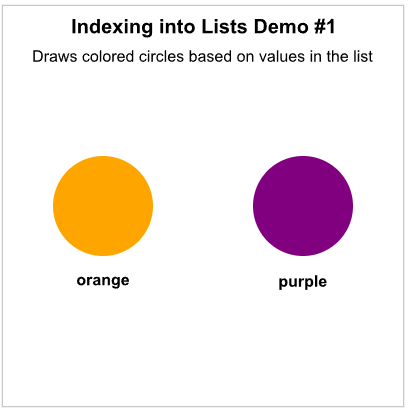 Indexing into Lists Demo #1
Draws colored circles based on values in the list
orange
purple